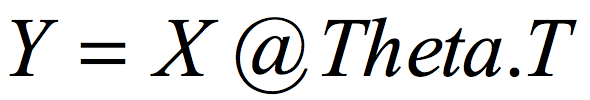 Y = X @Theta.T